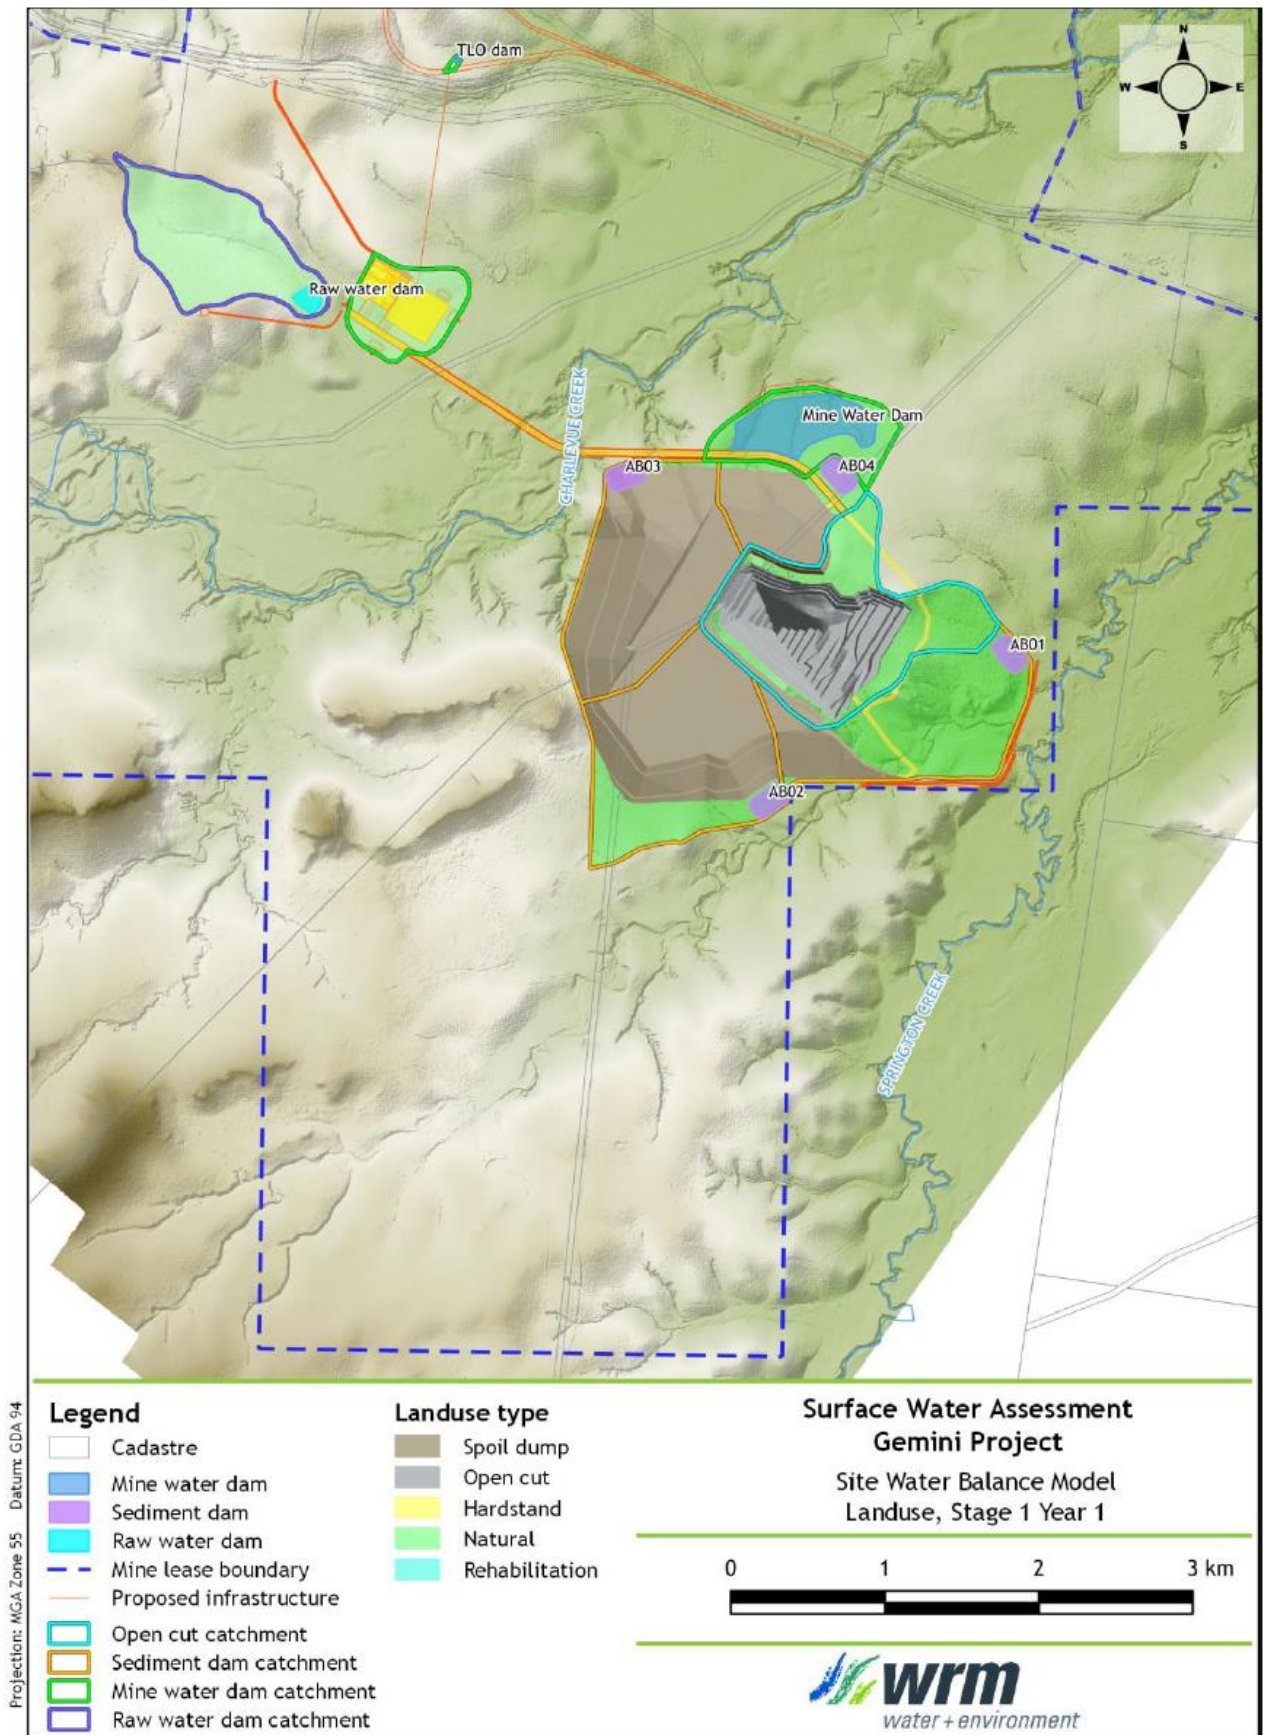 TLO dam
N
W
E
S
Raw water dam
CHARLEVUE CREEK
Mine Water Dam
AB03
AB04
AB01
AB02
SPRINGTON CREEK
Projection: MGA Zone 55 Datum: GDA 94
Legend
Cadastre
Mine water dam
Sediment dam
Raw water dam
Mine lease boundary
Proposed infrastructure
Open cut catchment
Sediment dam catchment
Mine water dam catchment
Raw water dam catchment
Landuse type
Spoil dump
Open cut
Hardstand
Natural
Rehabilitation
Surface Water Assessment
Gemini Project
Site Water Balance Model
Landuse, Stage 1 Year 1
0 1 2 3 km
wrm
water + environment